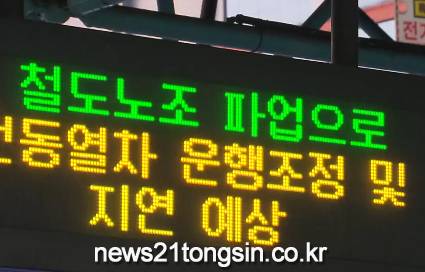 철도노조 파업으로
전동열차 운행조정 및
지연 예상
news21tongsin.co.kr